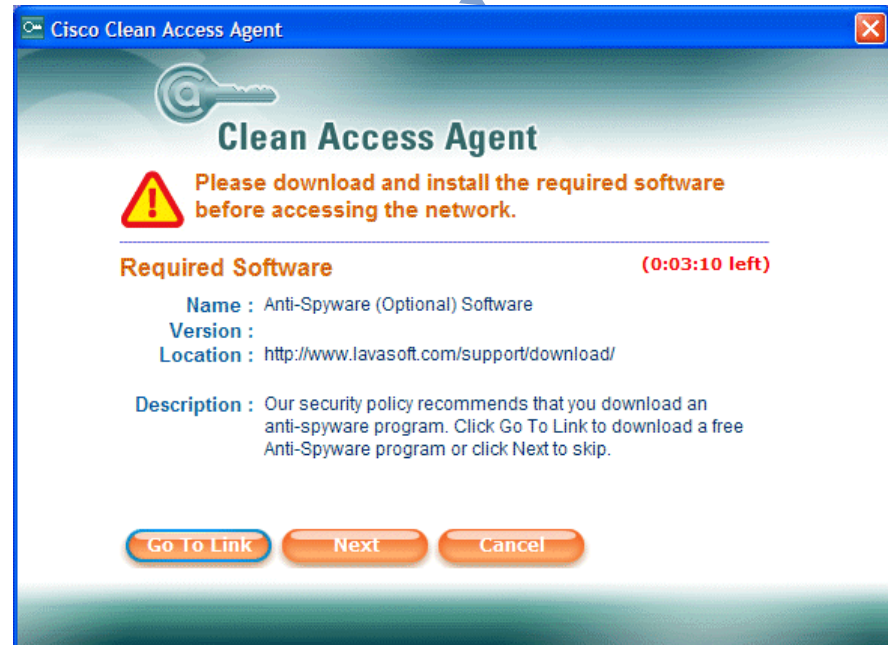 Cisco Clean Access Agent
Clean Access Agent
Please download and install the required software
before accessing the network.
Required Software (0:03:10 left)
Name : Anti-Spyware (Optional) Software
Version :
Location : http://www.lavasoft.com/support/download/
Description : Our security policy recommends that you download an
anti-spyware program. Click Go To Link to download a free
Anti-Spyware program or click Next to skip.
Go To Link Next Cancel